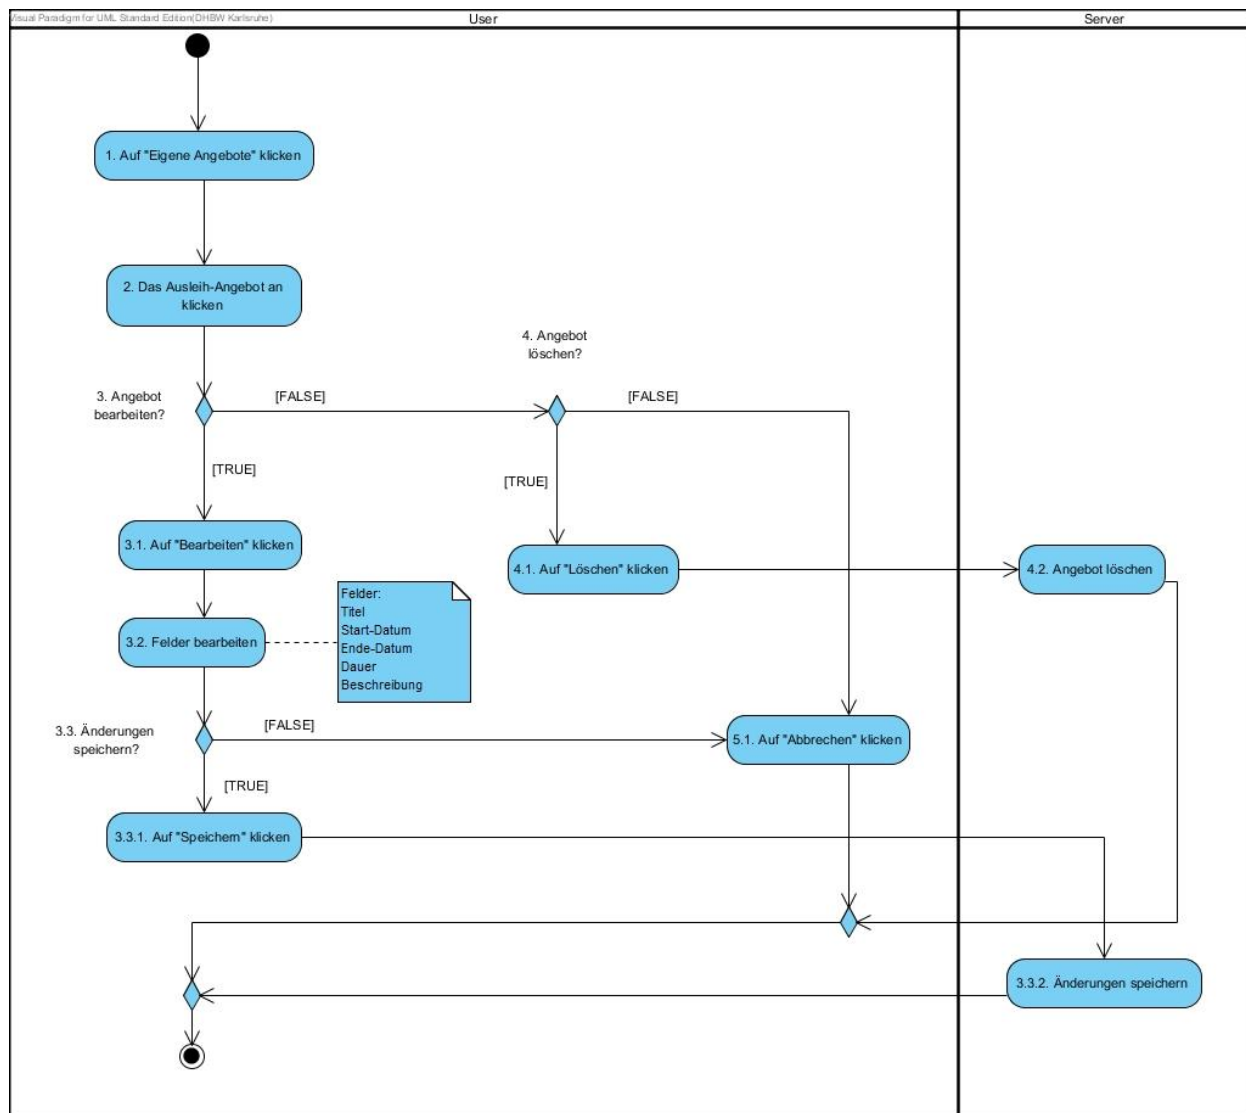 Visual Paradigm for UML Standard Edition(DHBW Karlsruhe)
User
Server
1. Auf "Eigene Angebote" klicken
2. Das Ausleih-Angebot an
klicken
4. Angebot
löschen?
3. Angebot
bearbeiten?
[FALSE]
[FALSE]
[TRUE]
[TRUE]
3.1. Auf "Bearbeiten" klicken
4.1. Auf "Löschen" klicken
4.2. Angebot löschen
Felder:
Titel
Start-Datum
Ende-Datum
Dauer
Beschreibung
3.2. Felder bearbeiten
3.3. Änderungen
speichern?
[FALSE]
5.1. Auf "Abbrechen" klicken
[TRUE]
3.3.1. Auf "Speichern" klicken
3.3.2. Änderungen speichern